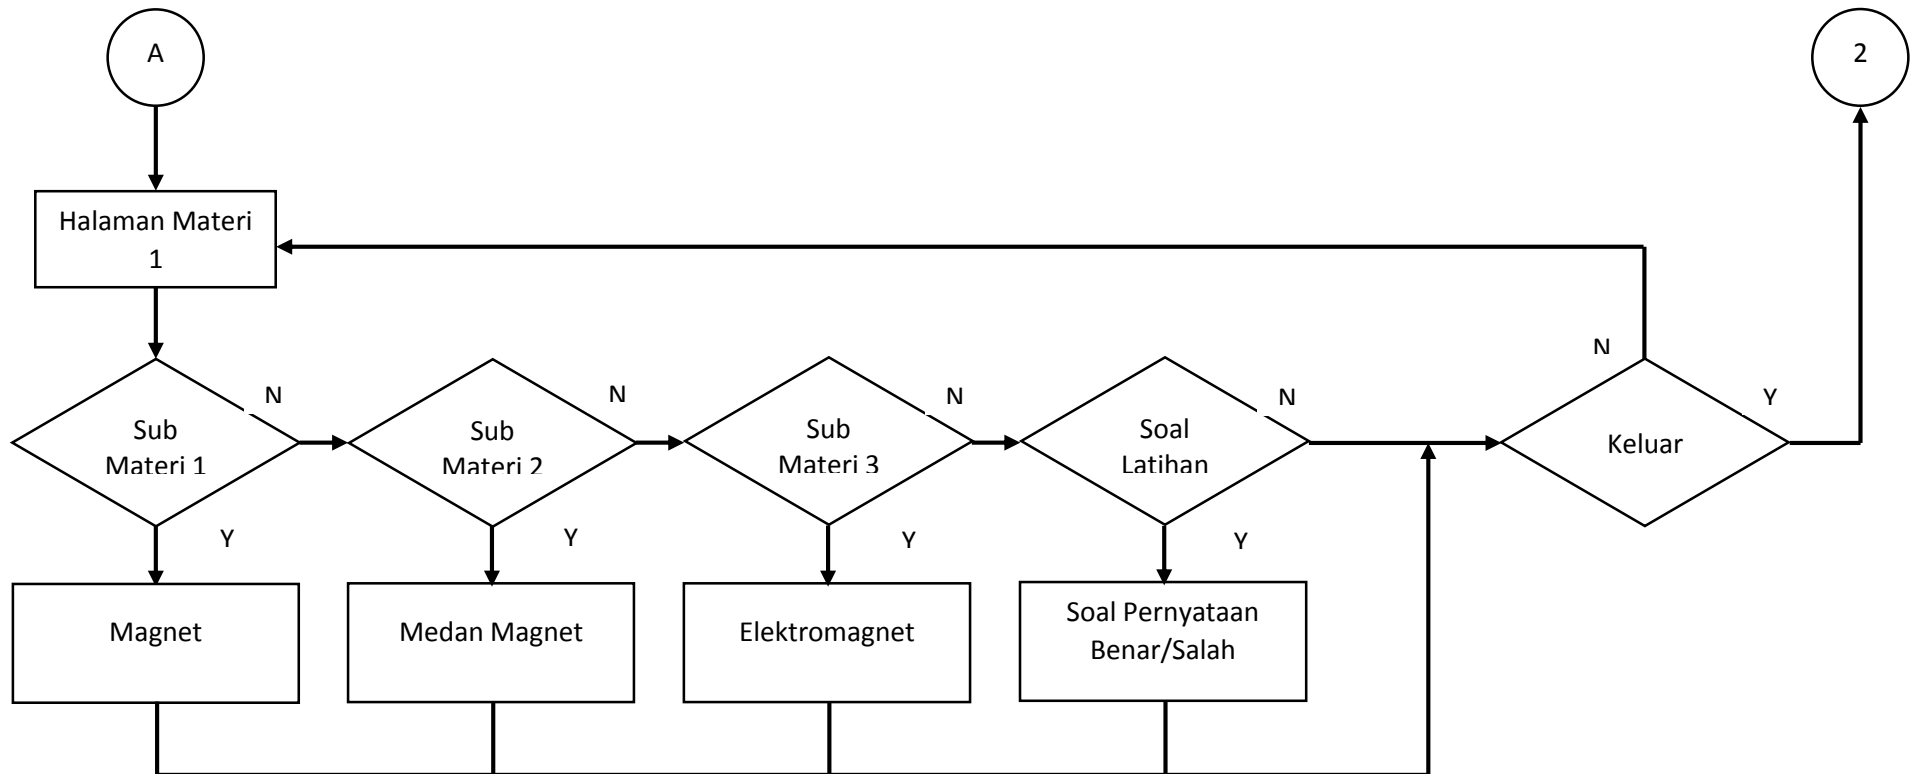 A
2
Halaman Materi
1
N
Y
N
N
N
N
Sub
Materi 1
Sub
Materi 2
Sub
Materi 3
Soal
Latihan
Keluar
Y
Y
Y
Y
Magnet
Medan Magnet
Elektromagnet
Soal Pernyataan
Benar/Salah